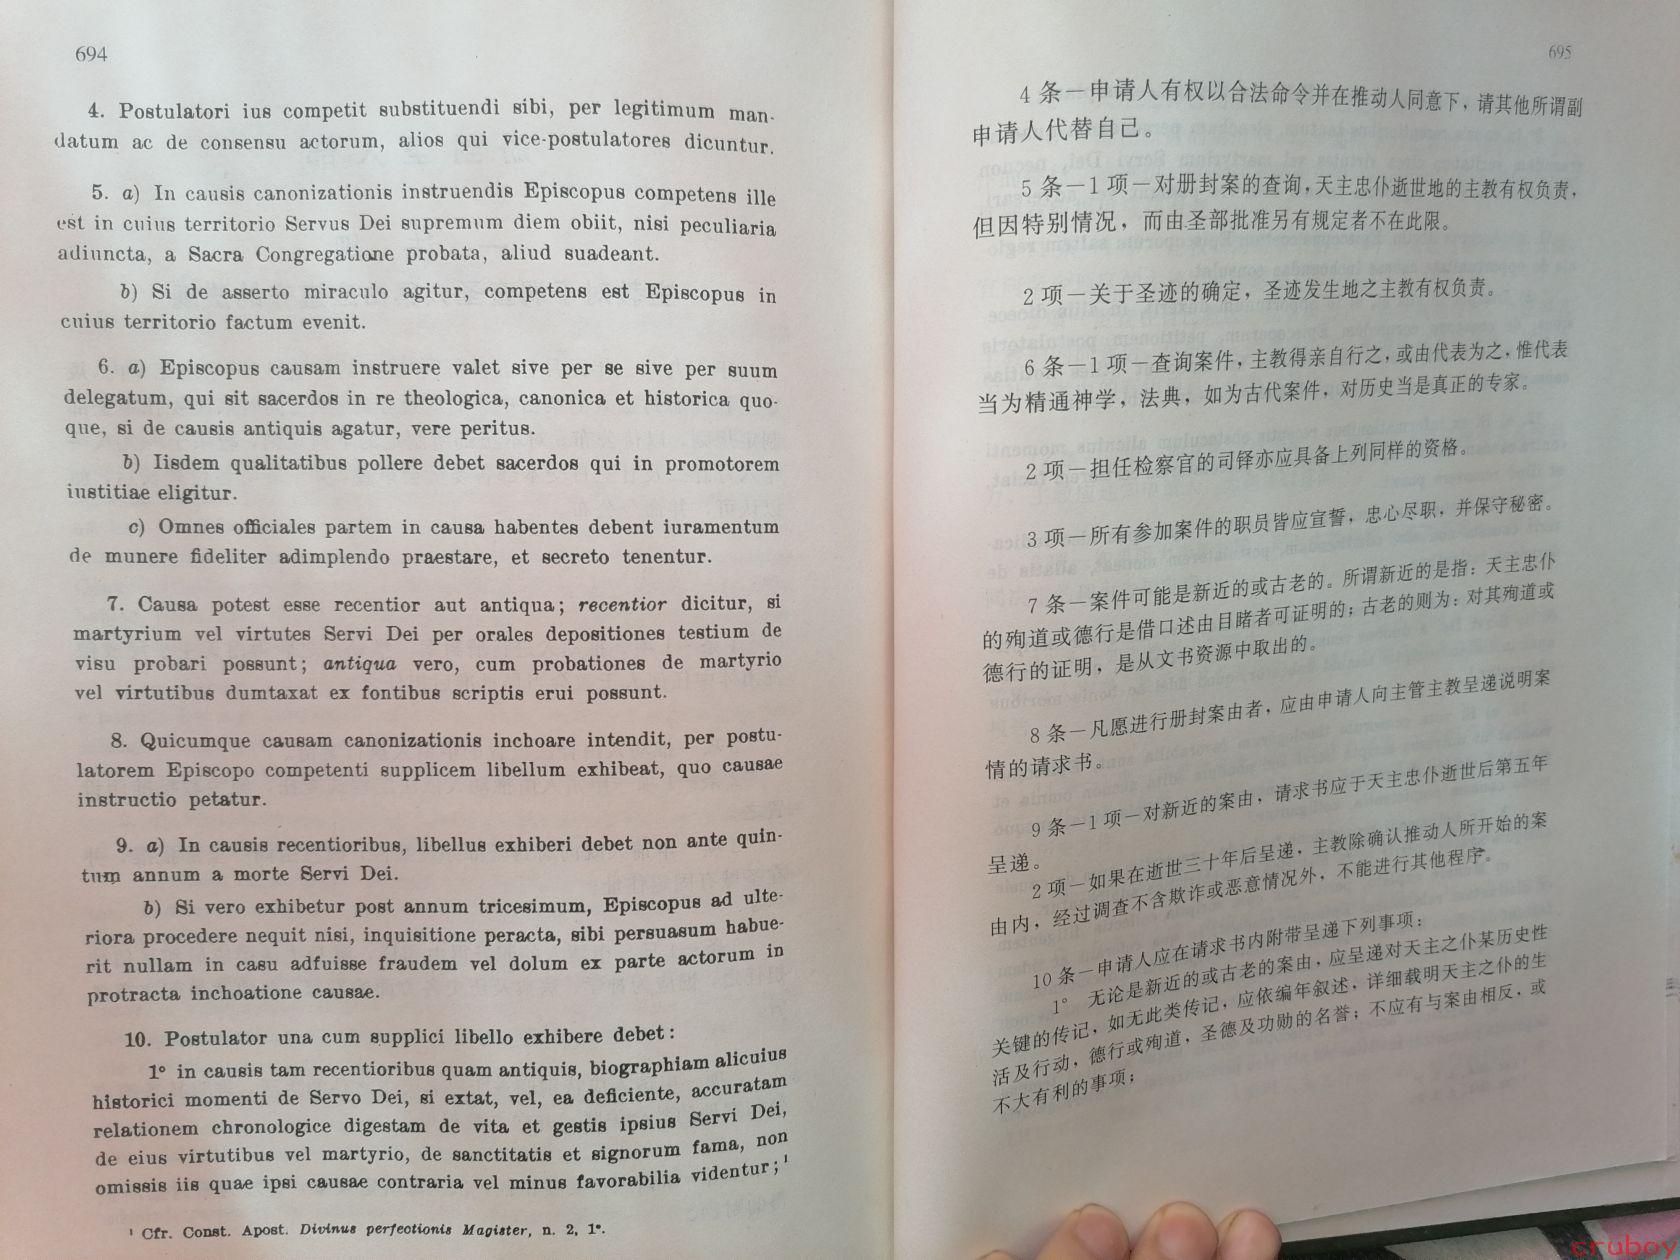 694
4. Postulatori ius competit substituendi sibi, per legitimum man-
datum ac de consensu actorum, alios qui vice-postulatores dicuntur.
5. a) In causis canonizationis instruendis Episcopus competens ille
est in cuius territorio Servus Dei supremum diem obiit, nisi peculiaria
adiuncta, a Sacra Congregatione probata, aliud suadeant.
b) Si de asserto miraculo agitur, competens est Episcopus in
cuius territorio factum evenit.
6. a) Episcopus causam instruere valet sive per se sive per suum
delegatum, qui sit sacerdos in re theologica, canonica et historica quo-
que, si de causis antiquis agatur, vere peritus.
b) Iisdem qualitatibus pollere debet sacerdos qui in promotorem
iustitiae eligitur.
c) Omnes officiales partem in causa habentes debent iuramentum
de munere fideliter adimplendo praestare, et secreto tenentur.
7. Causa potest esse recentior aut antiqua; recentior dicitur, si
martyrium vel virtutes Servi Dei per orales depositiones testium de
visu probari possunt; antiqua vero, cum probationes de martyrio
vel virtutibus dumtaxat ex fontibus scriptis erui possunt.
8. Quicumque causam canonizationis inchoare intendit, per postu-
latorem Episcopo competenti supplicem libellum exhibeat, quo causae
instructio petatur.
9. a) In causis recentioribus, libellus exhiberi debet non ante quin-
tum annum a morte Servi Dei.
b) Si vero exhibetur post annum tricesimum, Episcopus ad ulte-
riora procedere nequit nisi, inquisitione peracta, sibi persuasum habue-
rit nullam in casu adfuisse fraudem vel dolum ex parte actorum in
protracta inchoatione causae.
10. Postulator una cum supplici libello exhibere debet:
1° in causis tam recentioribus quam antiquis, biographiam alicuius
historici momenti de Servo Dei, si extat, vel, ea deficiente, accuratam
relationem chronologice digestam de vita et gestis ipsius Servi Dei,
de eius virtutibus vel martyrio, de sanctitatis et signorum fama, non
omissis iis quae ipsi causae contraria vel minus favorabilia videntur;¹
¹ Cfr. Const. Apost. Divinus perfectionis Magister, n. 2, 1°.
695
4 条－申请人有权以合法命令并在推动人同意下，请其他所谓副
申请人代替自己。
5 条－1 项－对册封案的查询，天主忠仆逝世地的主教有权负责，
但因特别情况，而由圣部批准另有规定者不在此限。
2 项－关于圣迹的确定，圣迹发生地之主教有权负责。
6 条－1 项－查询案件，主教得亲自行之，或由代表为之，惟代表
当为精通神学，法典，如为古代案件，对历史当是真正的专家。
2 项－担任检察官的司铎亦应具备上列同样的资格。
3 项－所有参加案件的职员皆应宣誓，忠心尽职，并保守秘密。
7 条－案件可能是新近的或古老的。所谓新近的是指：天主忠仆
的殉道或德行是借口述由目睹者可证明的；古老的则为：对其殉道或
德行的证明，是从文书资源中取出的。
8 条－凡愿进行册封案由者，应由申请人向主管主教呈递说明案
情的请求书。
9 条－1 项－对新近的案由，请求书应于天主忠仆逝世后第五年
呈递。
2 项－如果在逝世三十年后呈递，主教除确认推动人所开始的案
由内，经过调查不含欺诈或恶意情况外，不能进行其他程序。
10 条－申请人应在请求书内附带呈递下列事项：
1° 无论是新近的或古老的案由，应呈递对天主之仆某历史性
关键的传记，如无此类传记，应依编年叙述，详细载明天主之仆的生
活及行动，德行或殉道，圣德及功勋的名誉；不应有与案由相反，或
不大有利的事项；
cruboy